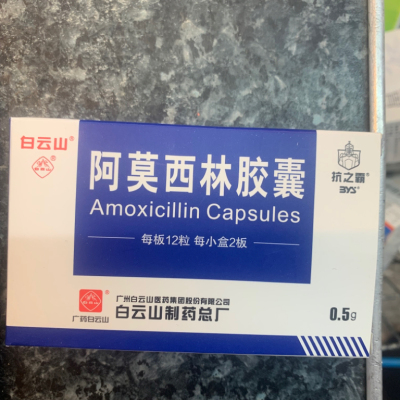 白云山®
阿莫西林胶囊
Amoxicillin Capsules
每板12粒 每小盒2板
抗之霸®
BYS®
广药白云山
广州白云山医药集团股份有限公司
白云山制药总厂
0.5g